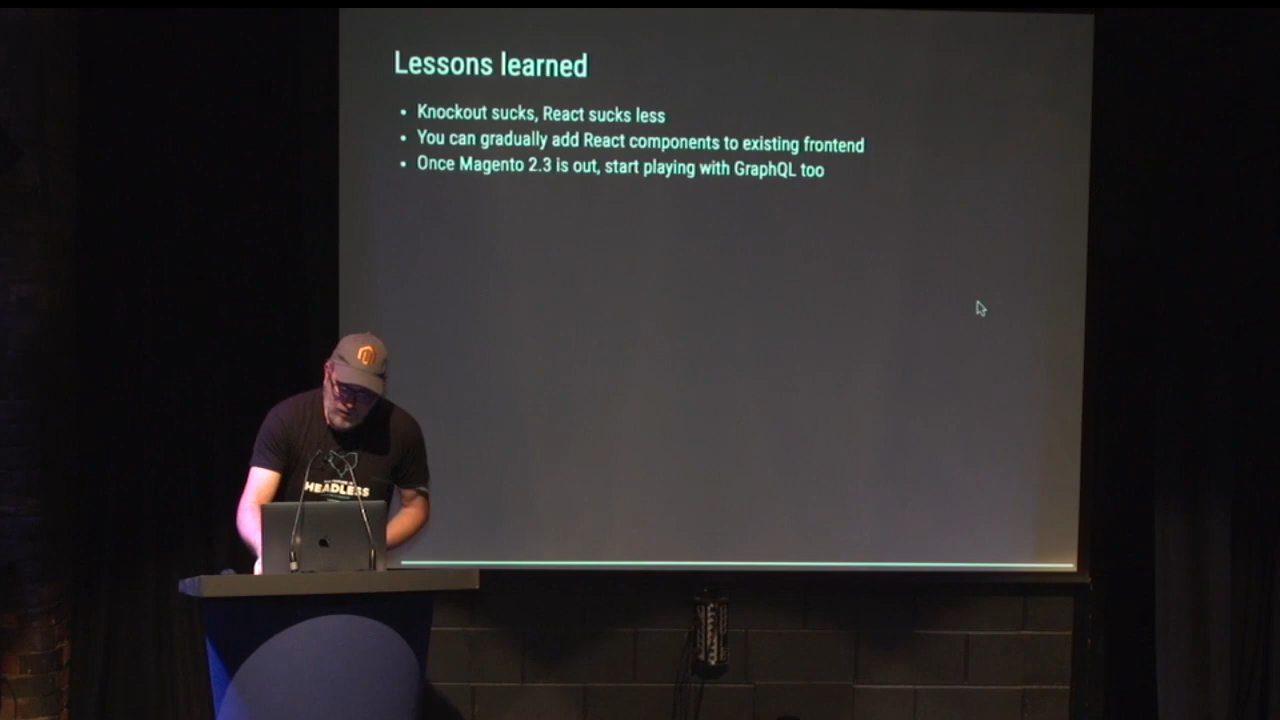 Lessons learned
• Knockout sucks, React sucks less
• You can gradually add React components to existing frontend
• Once Magento 2.3 is out, start playing with GraphQL too
HEADLESS